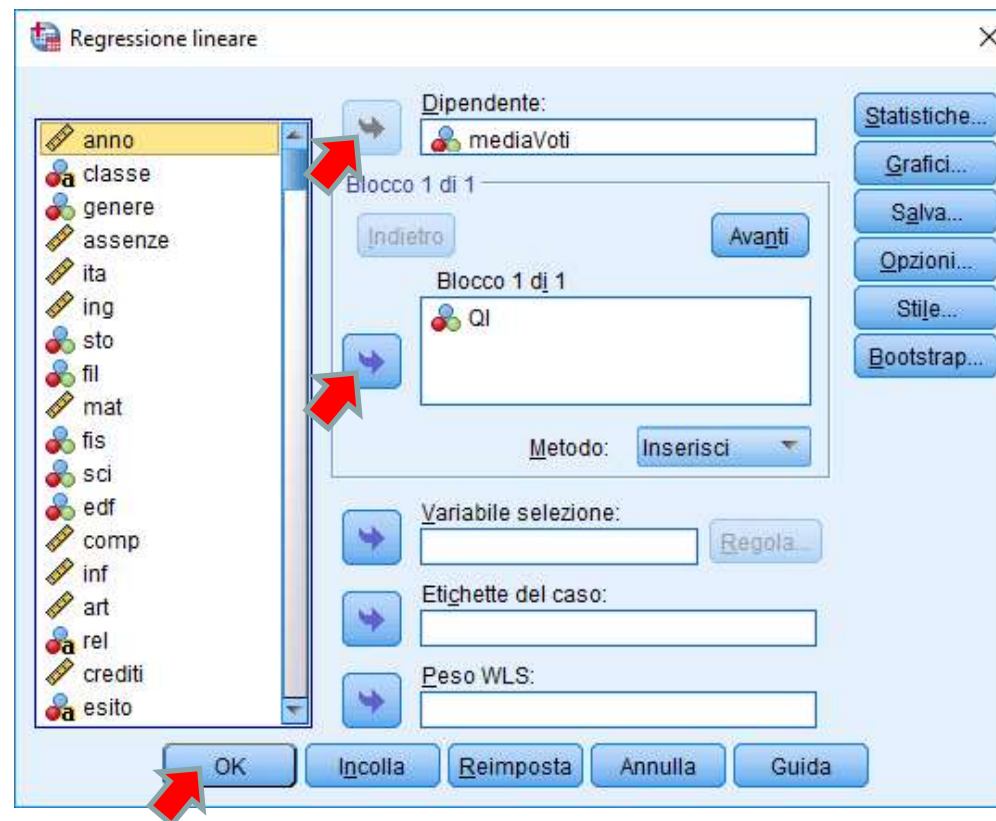 Regressione lineare
anno
classe
genere
assenze
ita
ing
sto
fil
mat
fis
sci
edf
comp
inf
art
rel
crediti
esito
Dipendente:
mediaVoti
Blocco 1 di 1
Indietro
Avanti
Blocco 1 di 1
QI
Metodo: Inserisci
Variabile selezione:
Regola...
Etichette del caso:
Peso WLS:
Statistiche...
Grafici...
Salva...
Opzioni...
Stile...
Bootstrap...
OK Incolla Reimposta Annulla Guida